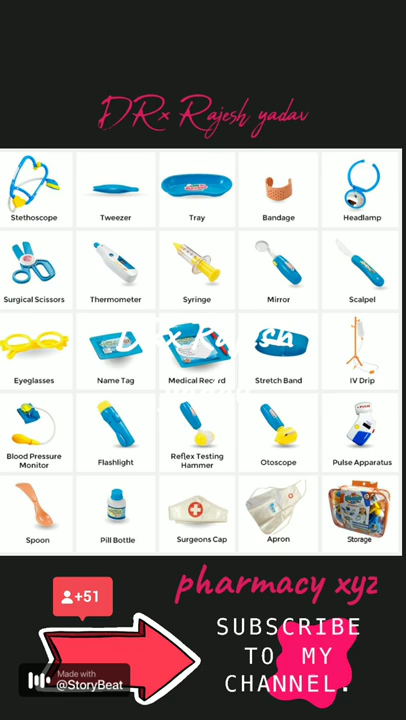 DRx Rajesh yadav
Stethoscope
Tweezer
Tray
Bandage
Headlamp
Surgical Scissors
Thermometer
Syringe
Mirror
Scalpel
Eyeglasses
Name Tag
Medical Record
Stretch Band
IV Drip
Blood Pressure
Monitor
Flashlight
Reflex Testing
Hammer
Otoscope
Pulse Apparatus
Spoon
Pill Bottle
Surgeons Cap
Apron
Storage
pharmacy xyz
+51
SUBSCRIBE
TO MY
CHANNEL.
Made with
@StoryBeat